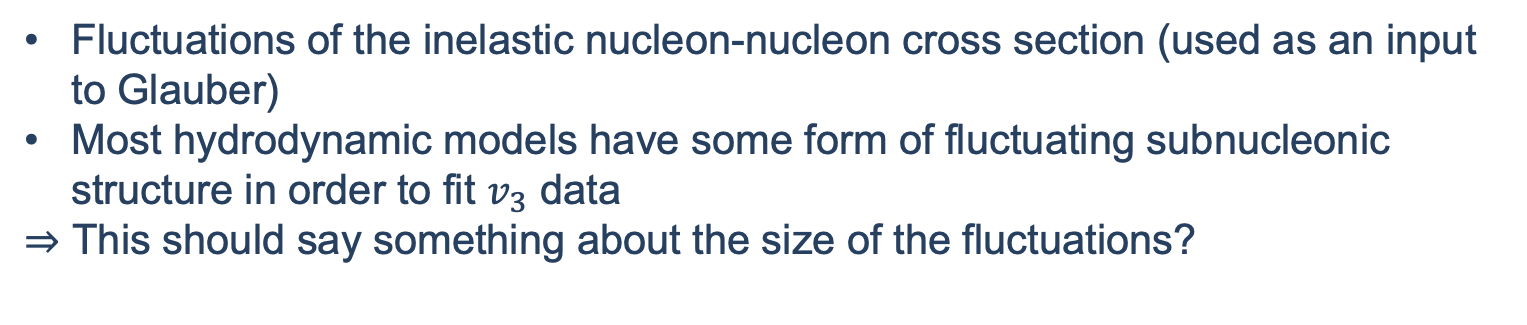 • Fluctuations of the inelastic nucleon-nucleon cross section (used as an input
to Glauber)
• Most hydrodynamic models have some form of fluctuating subnucleonic
structure in order to fit 𝑣₃ data
⇒ This should say something about the size of the fluctuations?